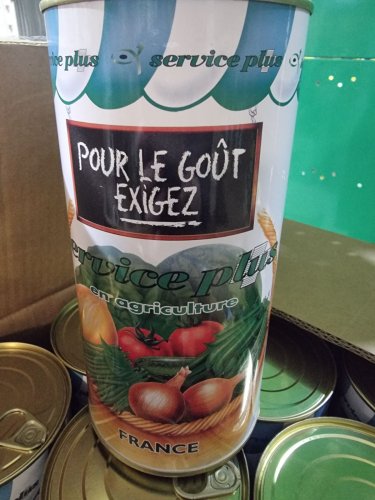 service plus service plus
POUR LE GOÛT
EXIGEZ
service plus
en agriculture
FRANCE